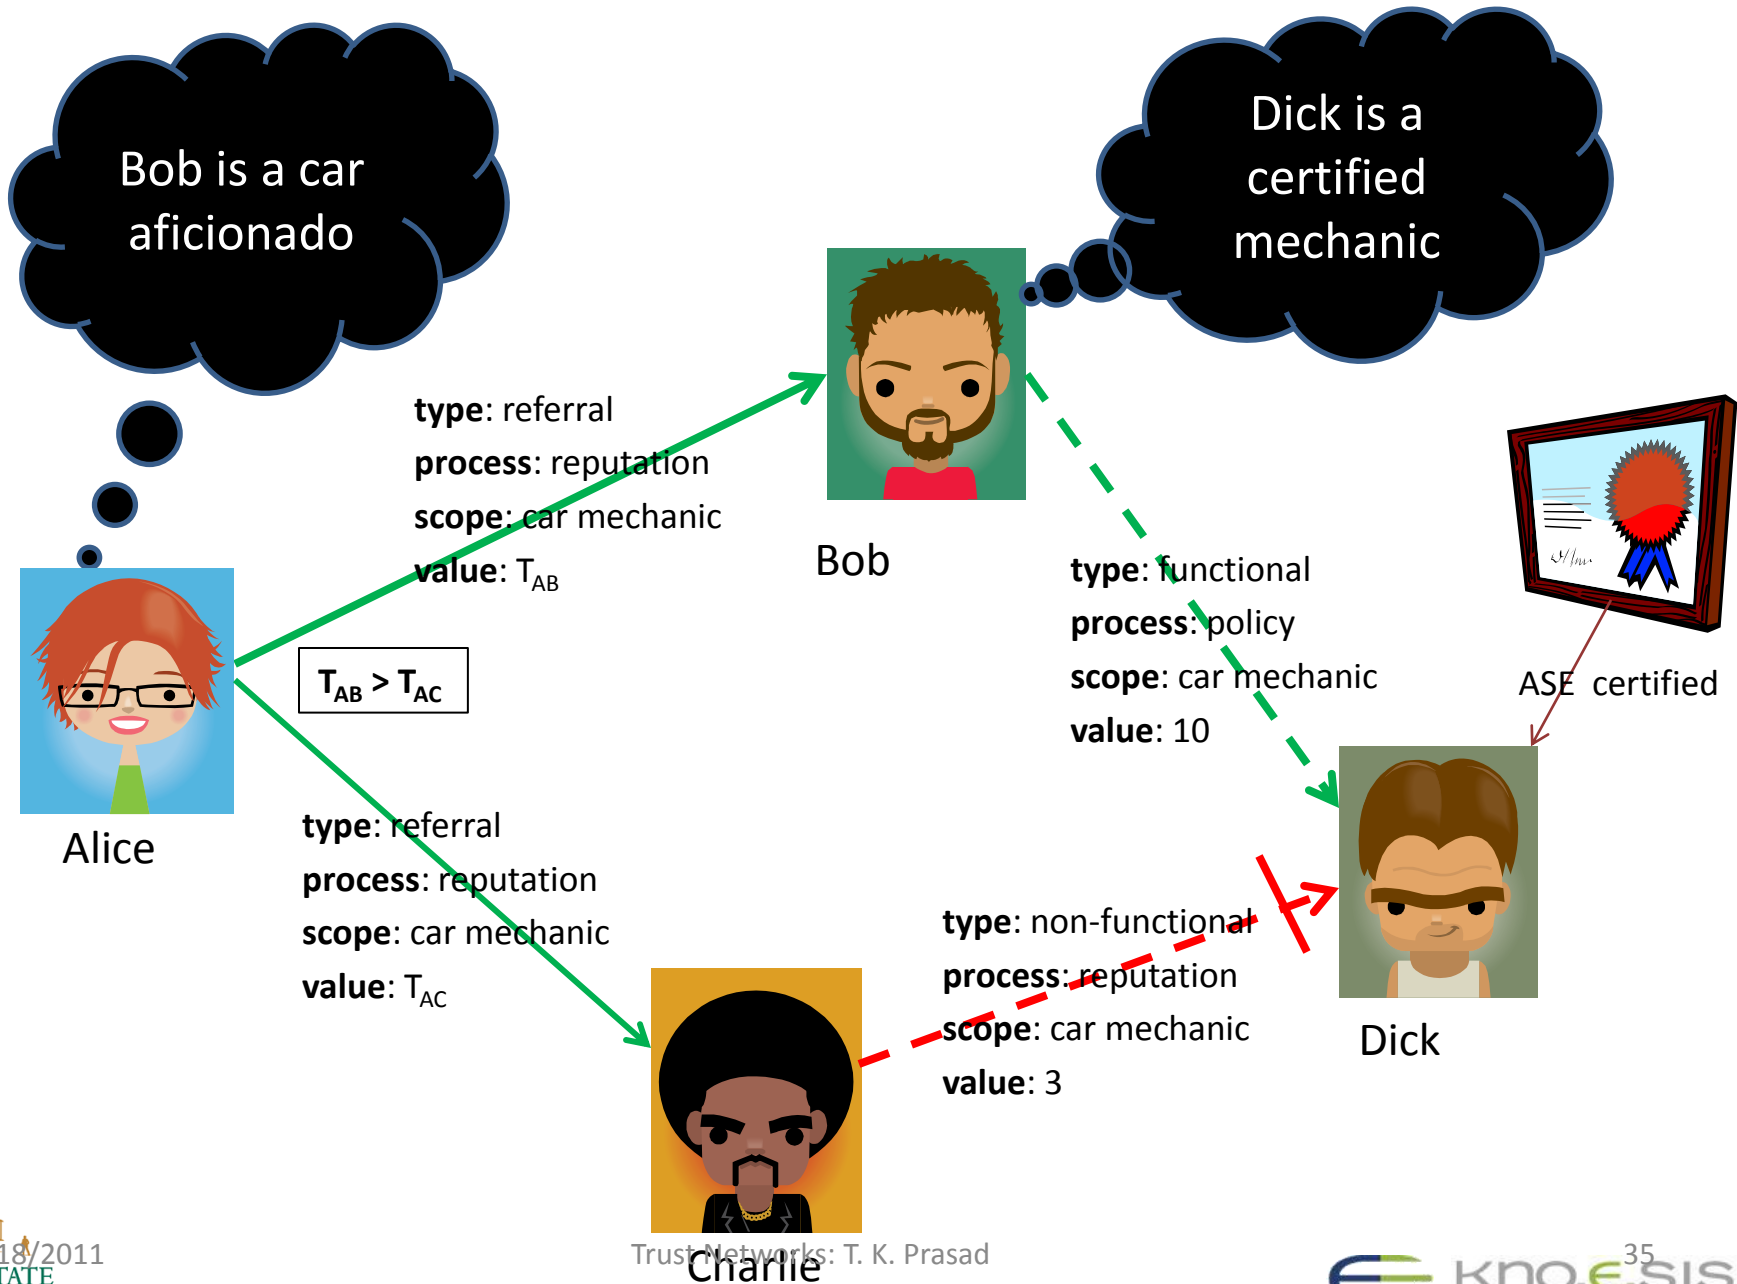 Bob is a car
aficionado
Dick is a
certified
mechanic
type: referral
process: reputation
scope: car mechanic
value: TAB
Bob
type: functional
process: policy
scope: car mechanic
value: 10
ASE certified
TAB > TAC
Alice
type: referral
process: reputation
scope: car mechanic
value: TAC
type: non-functional
process: reputation
scope: car mechanic
value: 3
Dick
Charlie
18/2011
Trust Networks: T. K. Prasad
35
TATE
KNO.E.SIS